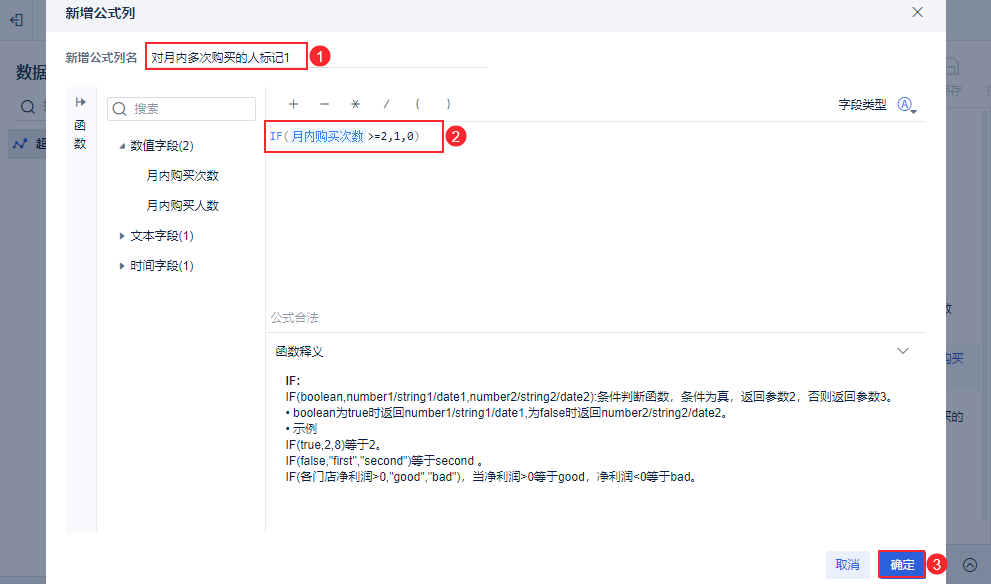 新增公式列
新增公式列名 对月内多次购买的人标记1 1
数据
函
数
搜索
+ − * / ( )
字段类型 A
超
IF(月内购买次数>=2,1,0) 2
数值字段(2)
月内购买次数
月内购买人数
文本字段(1)
时间字段(1)
公式合法
函数释义
购买
买的
IF:
IF(boolean,number1/string1/date1,number2/string2/date2):条件判断函数，条件为真，返回参数2，否则返回参数3。
• boolean为true时返回number1/string1/date1,为false时返回number2/string2/date2。
• 示例
IF(true,2,8)等于2。
IF(false,"first","second")等于second 。
IF(各门店净利润>0,"good","bad")，当净利润>0等于good，净利润<0等于bad。
取消 确定 3